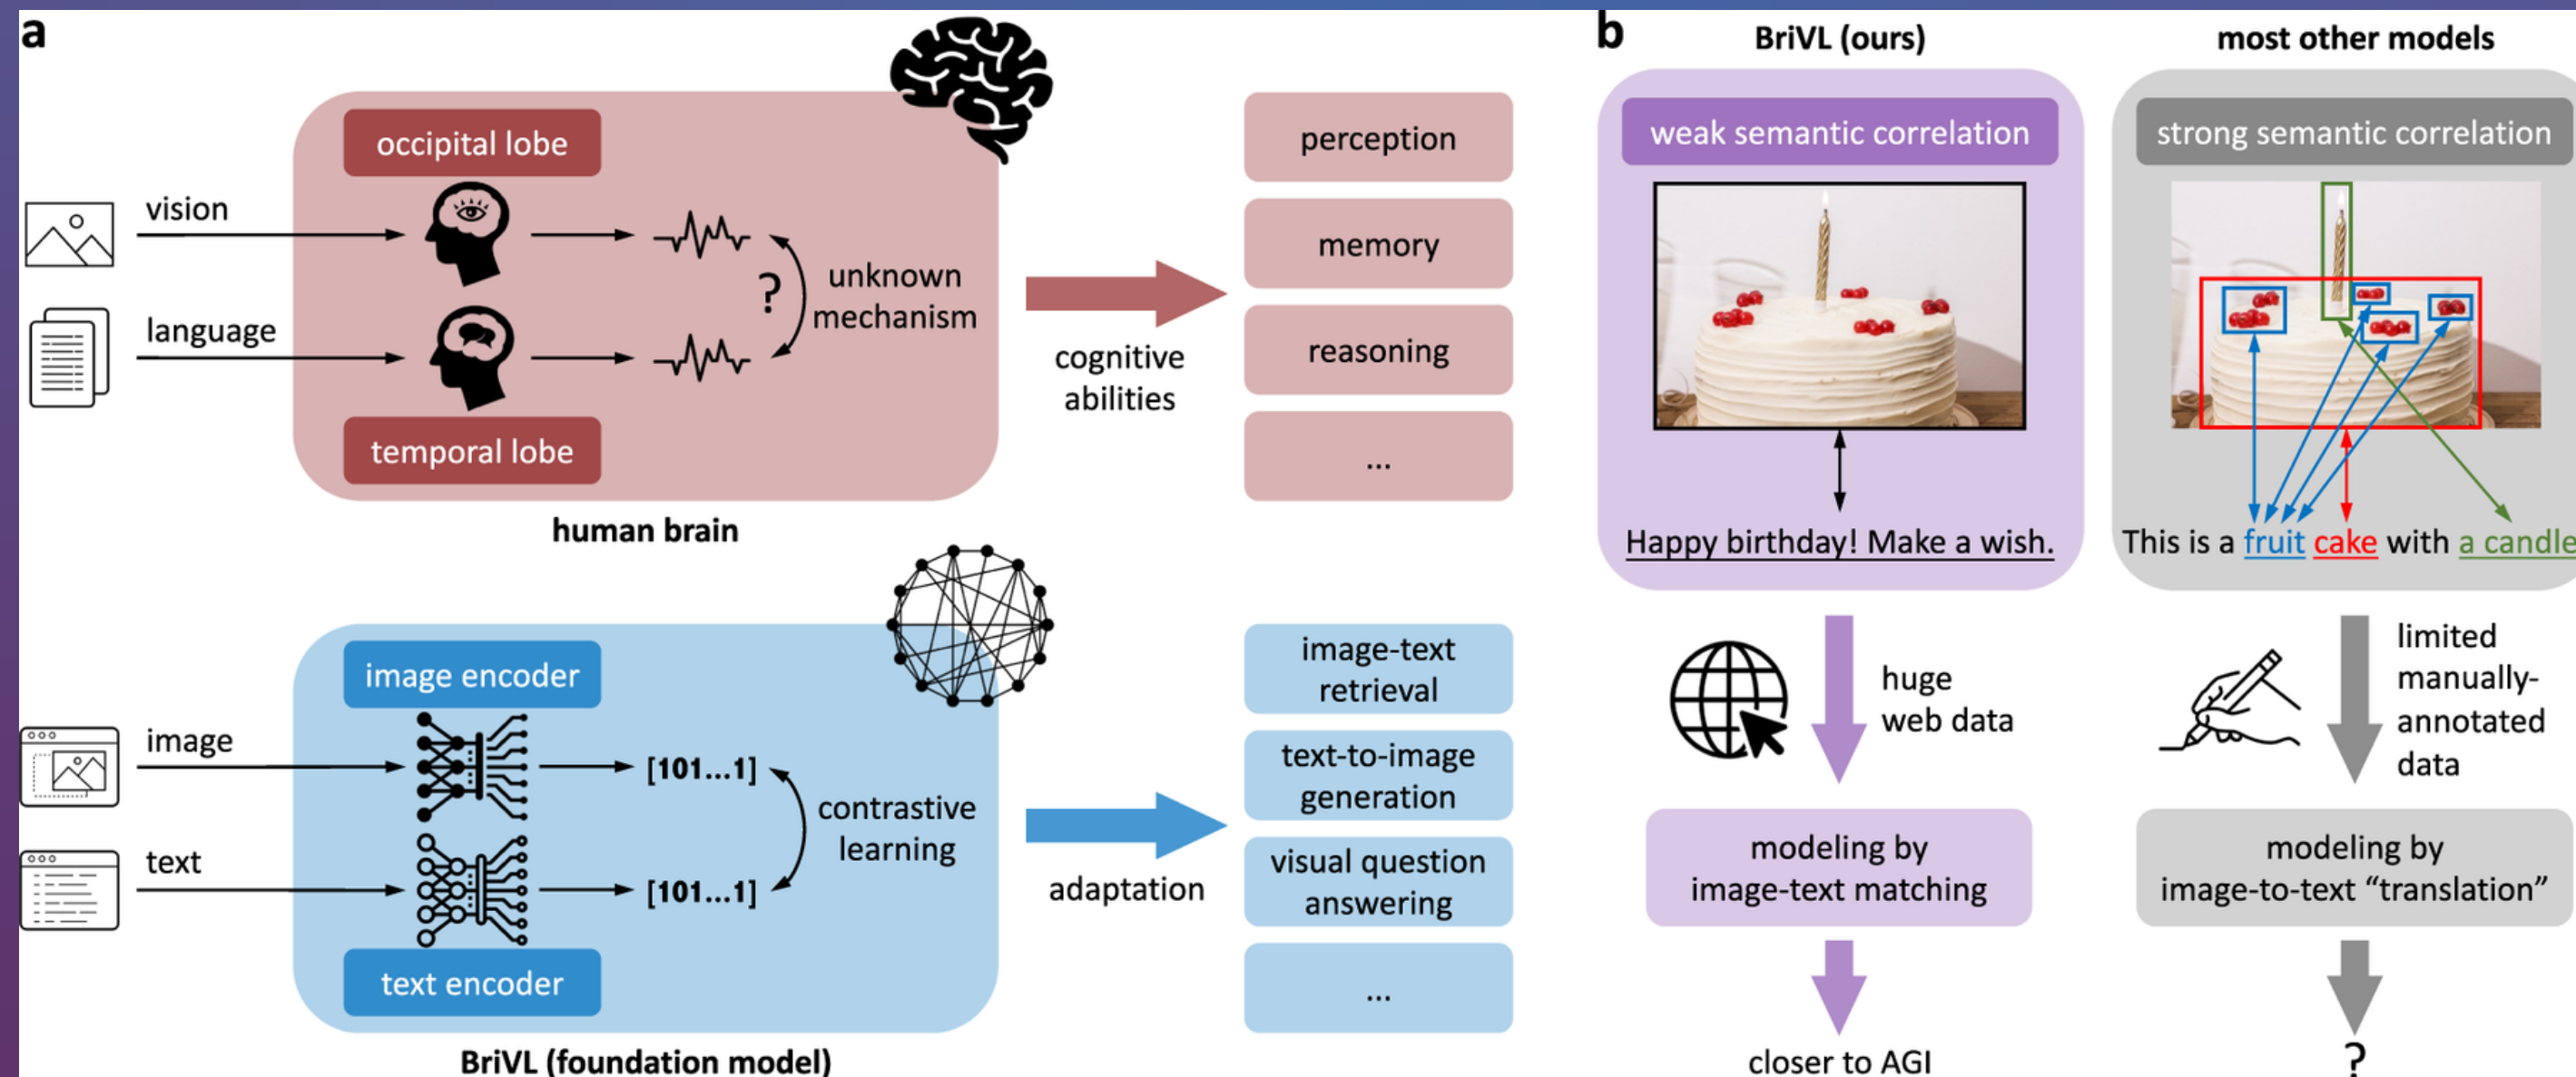 a
occipital lobe
vision
?
unknown
mechanism
language
temporal lobe
human brain
cognitive
abilities
perception
memory
reasoning
...
image encoder
image
[101...1]
contrastive
learning
text
[101...1]
text encoder
BriVL (foundation model)
adaptation
image-text
retrieval
text-to-image
generation
visual question
answering
...
b
BriVL (ours)
weak semantic correlation
Happy birthday! Make a wish.
huge
web data
modeling by
image-text matching
closer to AGI
most other models
strong semantic correlation
This is a fruit cake with a candle
limited
manually-
annotated
data
modeling by
image-to-text “translation”
?